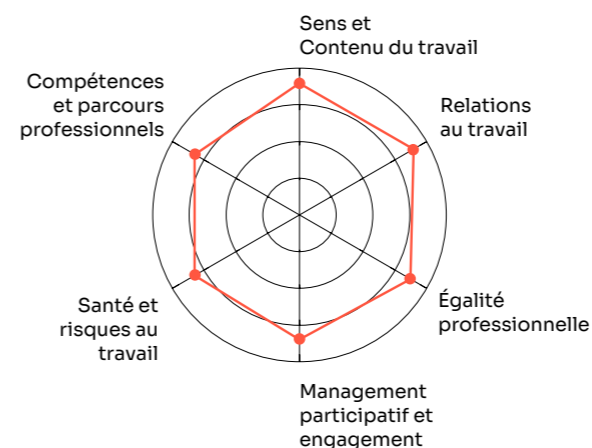 Sens et
Contenu du travail
Relations
au travail
Égalité
professionnelle
Management
participatif et
engagement
Santé et
risques au
travail
Compétences
et parcours
professionnels